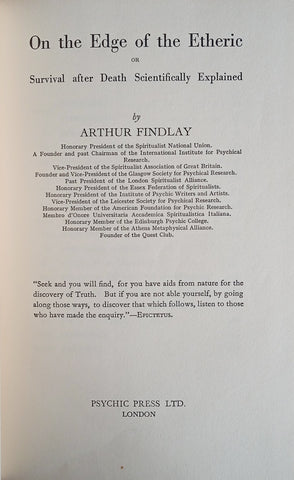 On the Edge of the Etheric
OR
Survival after Death Scientifically Explained
by
ARTHUR FINDLAY
Honorary President of the Spiritualist National Union.
A Founder and past Chairman of the International Institute for Psychical
Research.
Vice-President of the Spiritualist Association of Great Britain.
Founder and Vice-President of the Glasgow Society for Psychical Research.
Past President of the London Spiritualist Alliance.
Honorary President of the Essex Federation of Spiritualists.
Honorary President of the Institute of Psychic Writers and Artists.
Vice-President of the Leicester Society for Psychical Research.
Honorary Member of the American Foundation for Psychic Research.
Membro d'Onore Universitaria Accademica Spiritualistica Italiana.
Honorary Member of the Edinburgh Psychic College.
Honorary Member of the Athens Metaphysical Alliance.
Founder of the Quest Club.
"Seek and you will find, for you have aids from nature for the
discovery of Truth. But if you are not able yourself, by going
along those ways, to discover that which follows, listen to those
who have made the enquiry."—EPICTETUS.
PSYCHIC PRESS LTD.
LONDON